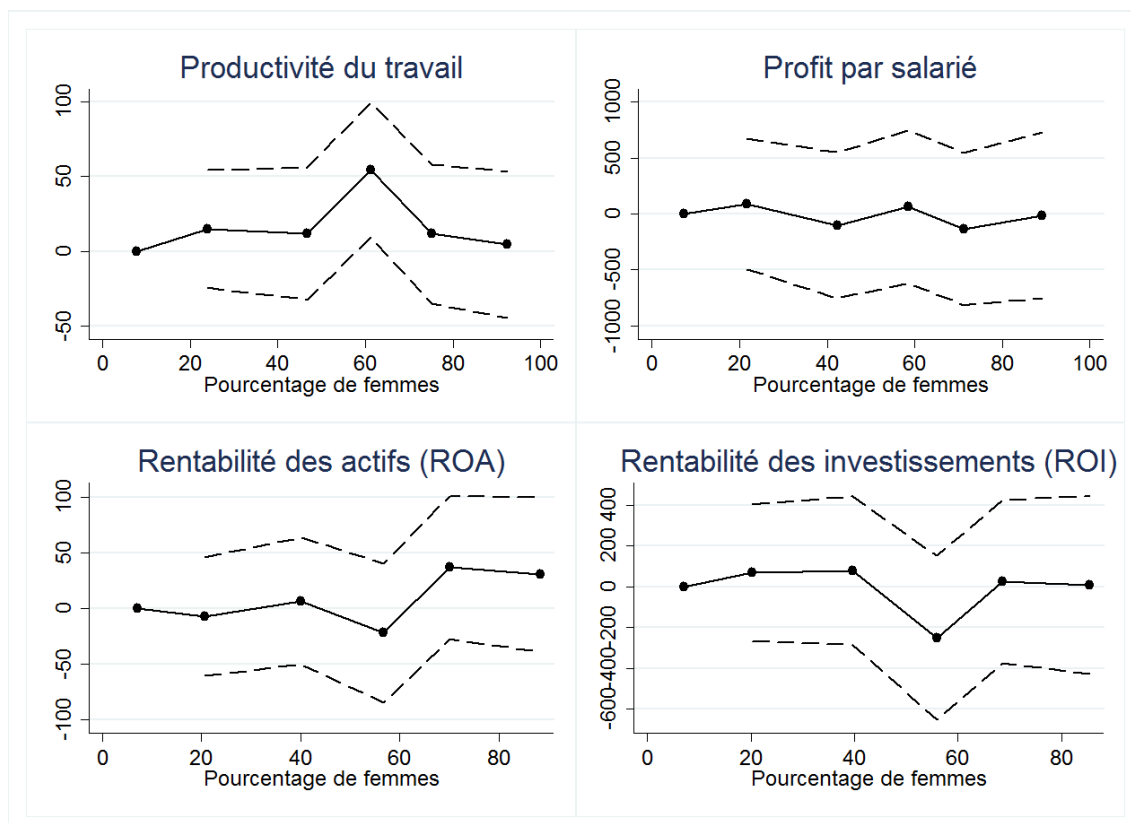 Productivité du travail
100
50
0
-50
0 20 40 60 80 100
Pourcentage de femmes
Profit par salarié
1000
500
0
-500
-1000
0 20 40 60 80 100
Pourcentage de femmes
Rentabilité des actifs (ROA)
100
50
0
-50
-100
0 20 40 60 80
Pourcentage de femmes
Rentabilité des investissements (ROI)
400
200
0
-200
-400
-600
0 20 40 60 80
Pourcentage de femmes